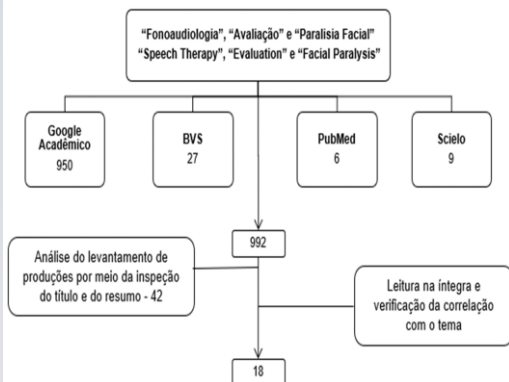 “Fonoaudiologia”, “Avaliação” e “Paralisia Facial”
“Speech Therapy”, “Evaluation” e “Facial Paralysis”
Google
Acadêmico
950
BVS
27
PubMed
6
Scielo
9
992
Análise do levantamento de
produções por meio da inspeção
do título e do resumo - 42
Leitura na íntegra e
verificação da correlação
com o tema
18